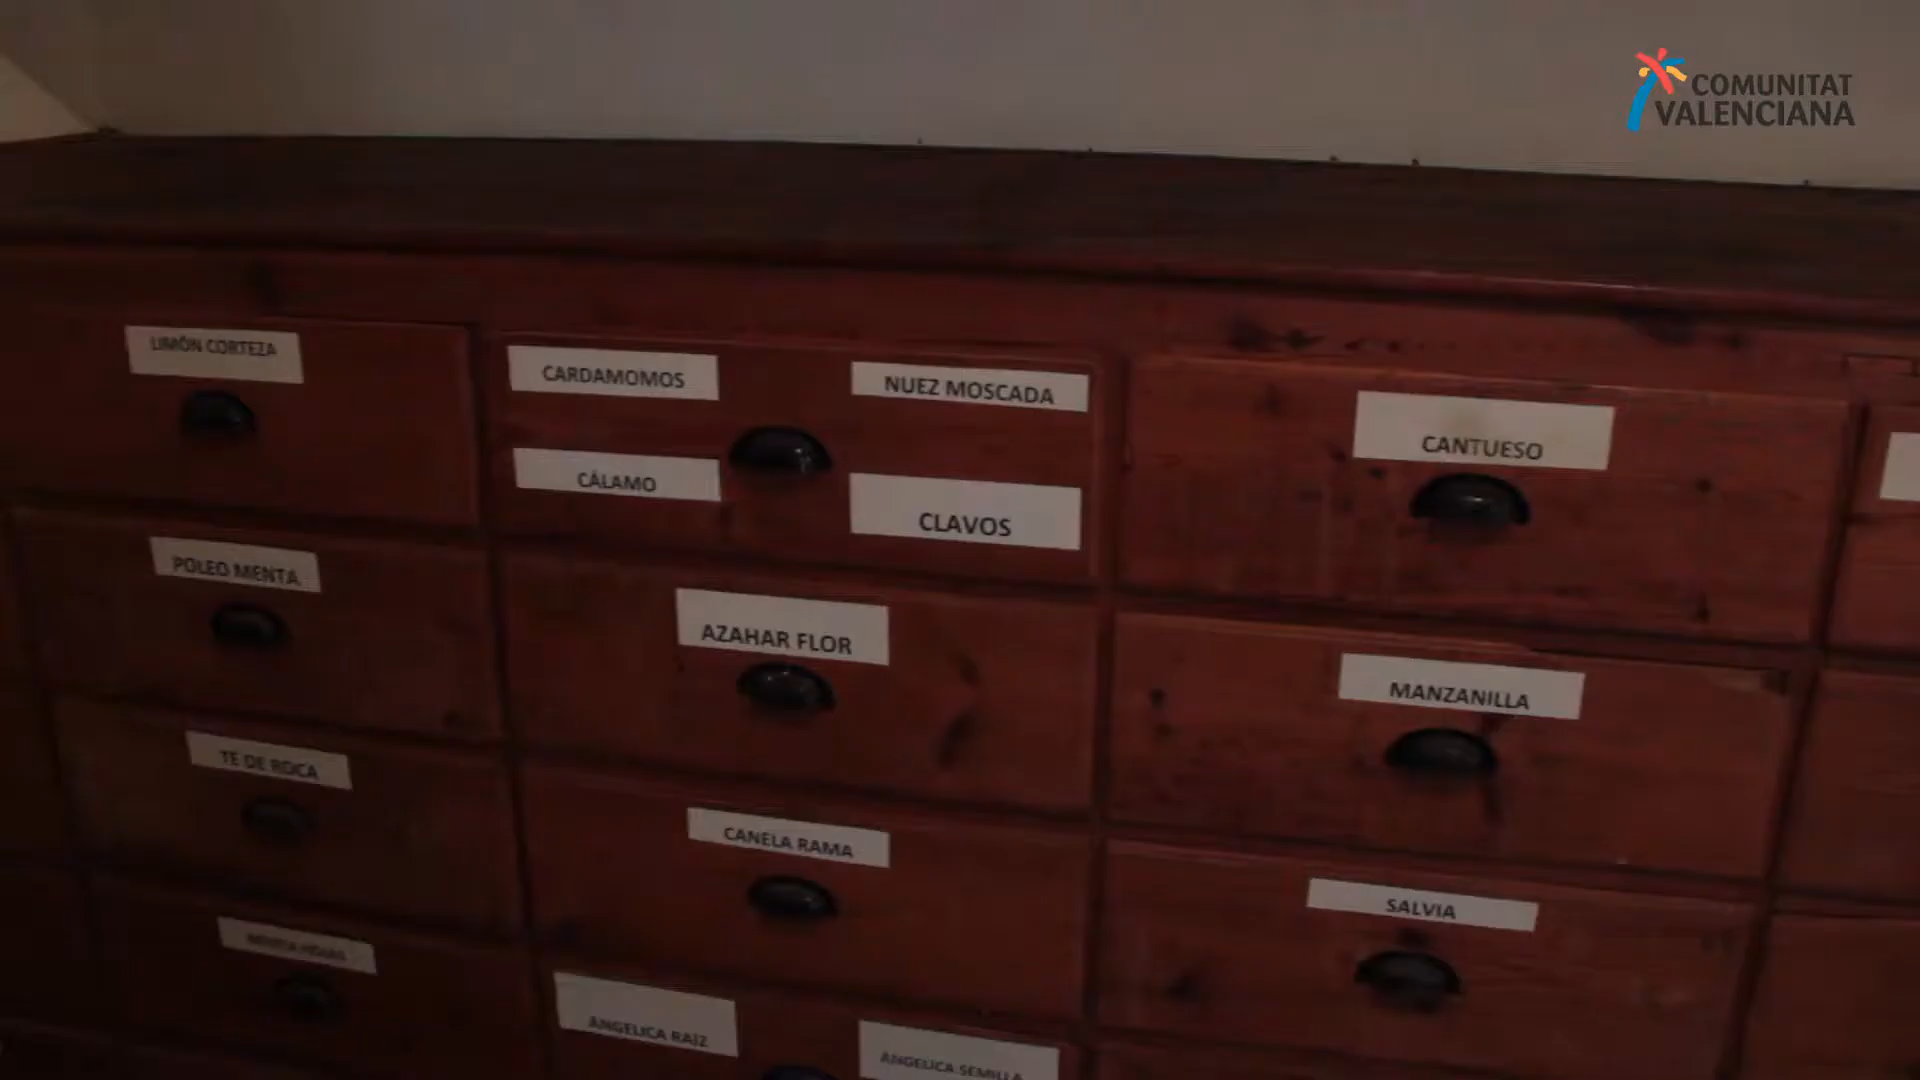 COMUNITAT
VALENCIANA
LIMÓN CORTEZA
CARDAMOMOS
NUEZ MOSCADA
CÁLAMO
CLAVOS
CANTUESO
POLEO MENTA
AZAHAR FLOR
MANZANILLA
TE DE ROCA
CANELA RAMA
SALVIA
ANGELICA RAIZ
ANGELICA SEMILLA